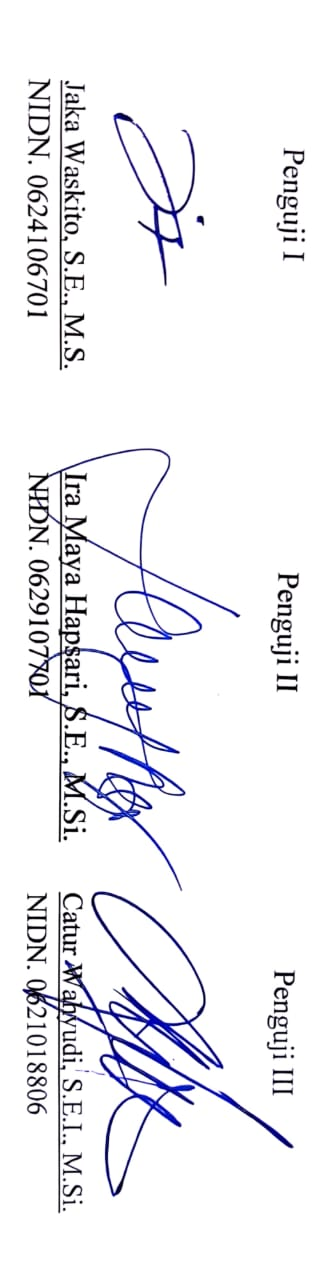 Penguji I
Jaka Waskito, S.E., M.S.
NIDN. 0624106701
Penguji II
Ira Maya Hapsari, S.E., M.Si.
NIDN. 0629107701
Penguji III
Catur Wahyudi, S.E.I., M.Si.
NIDN. 0621018806